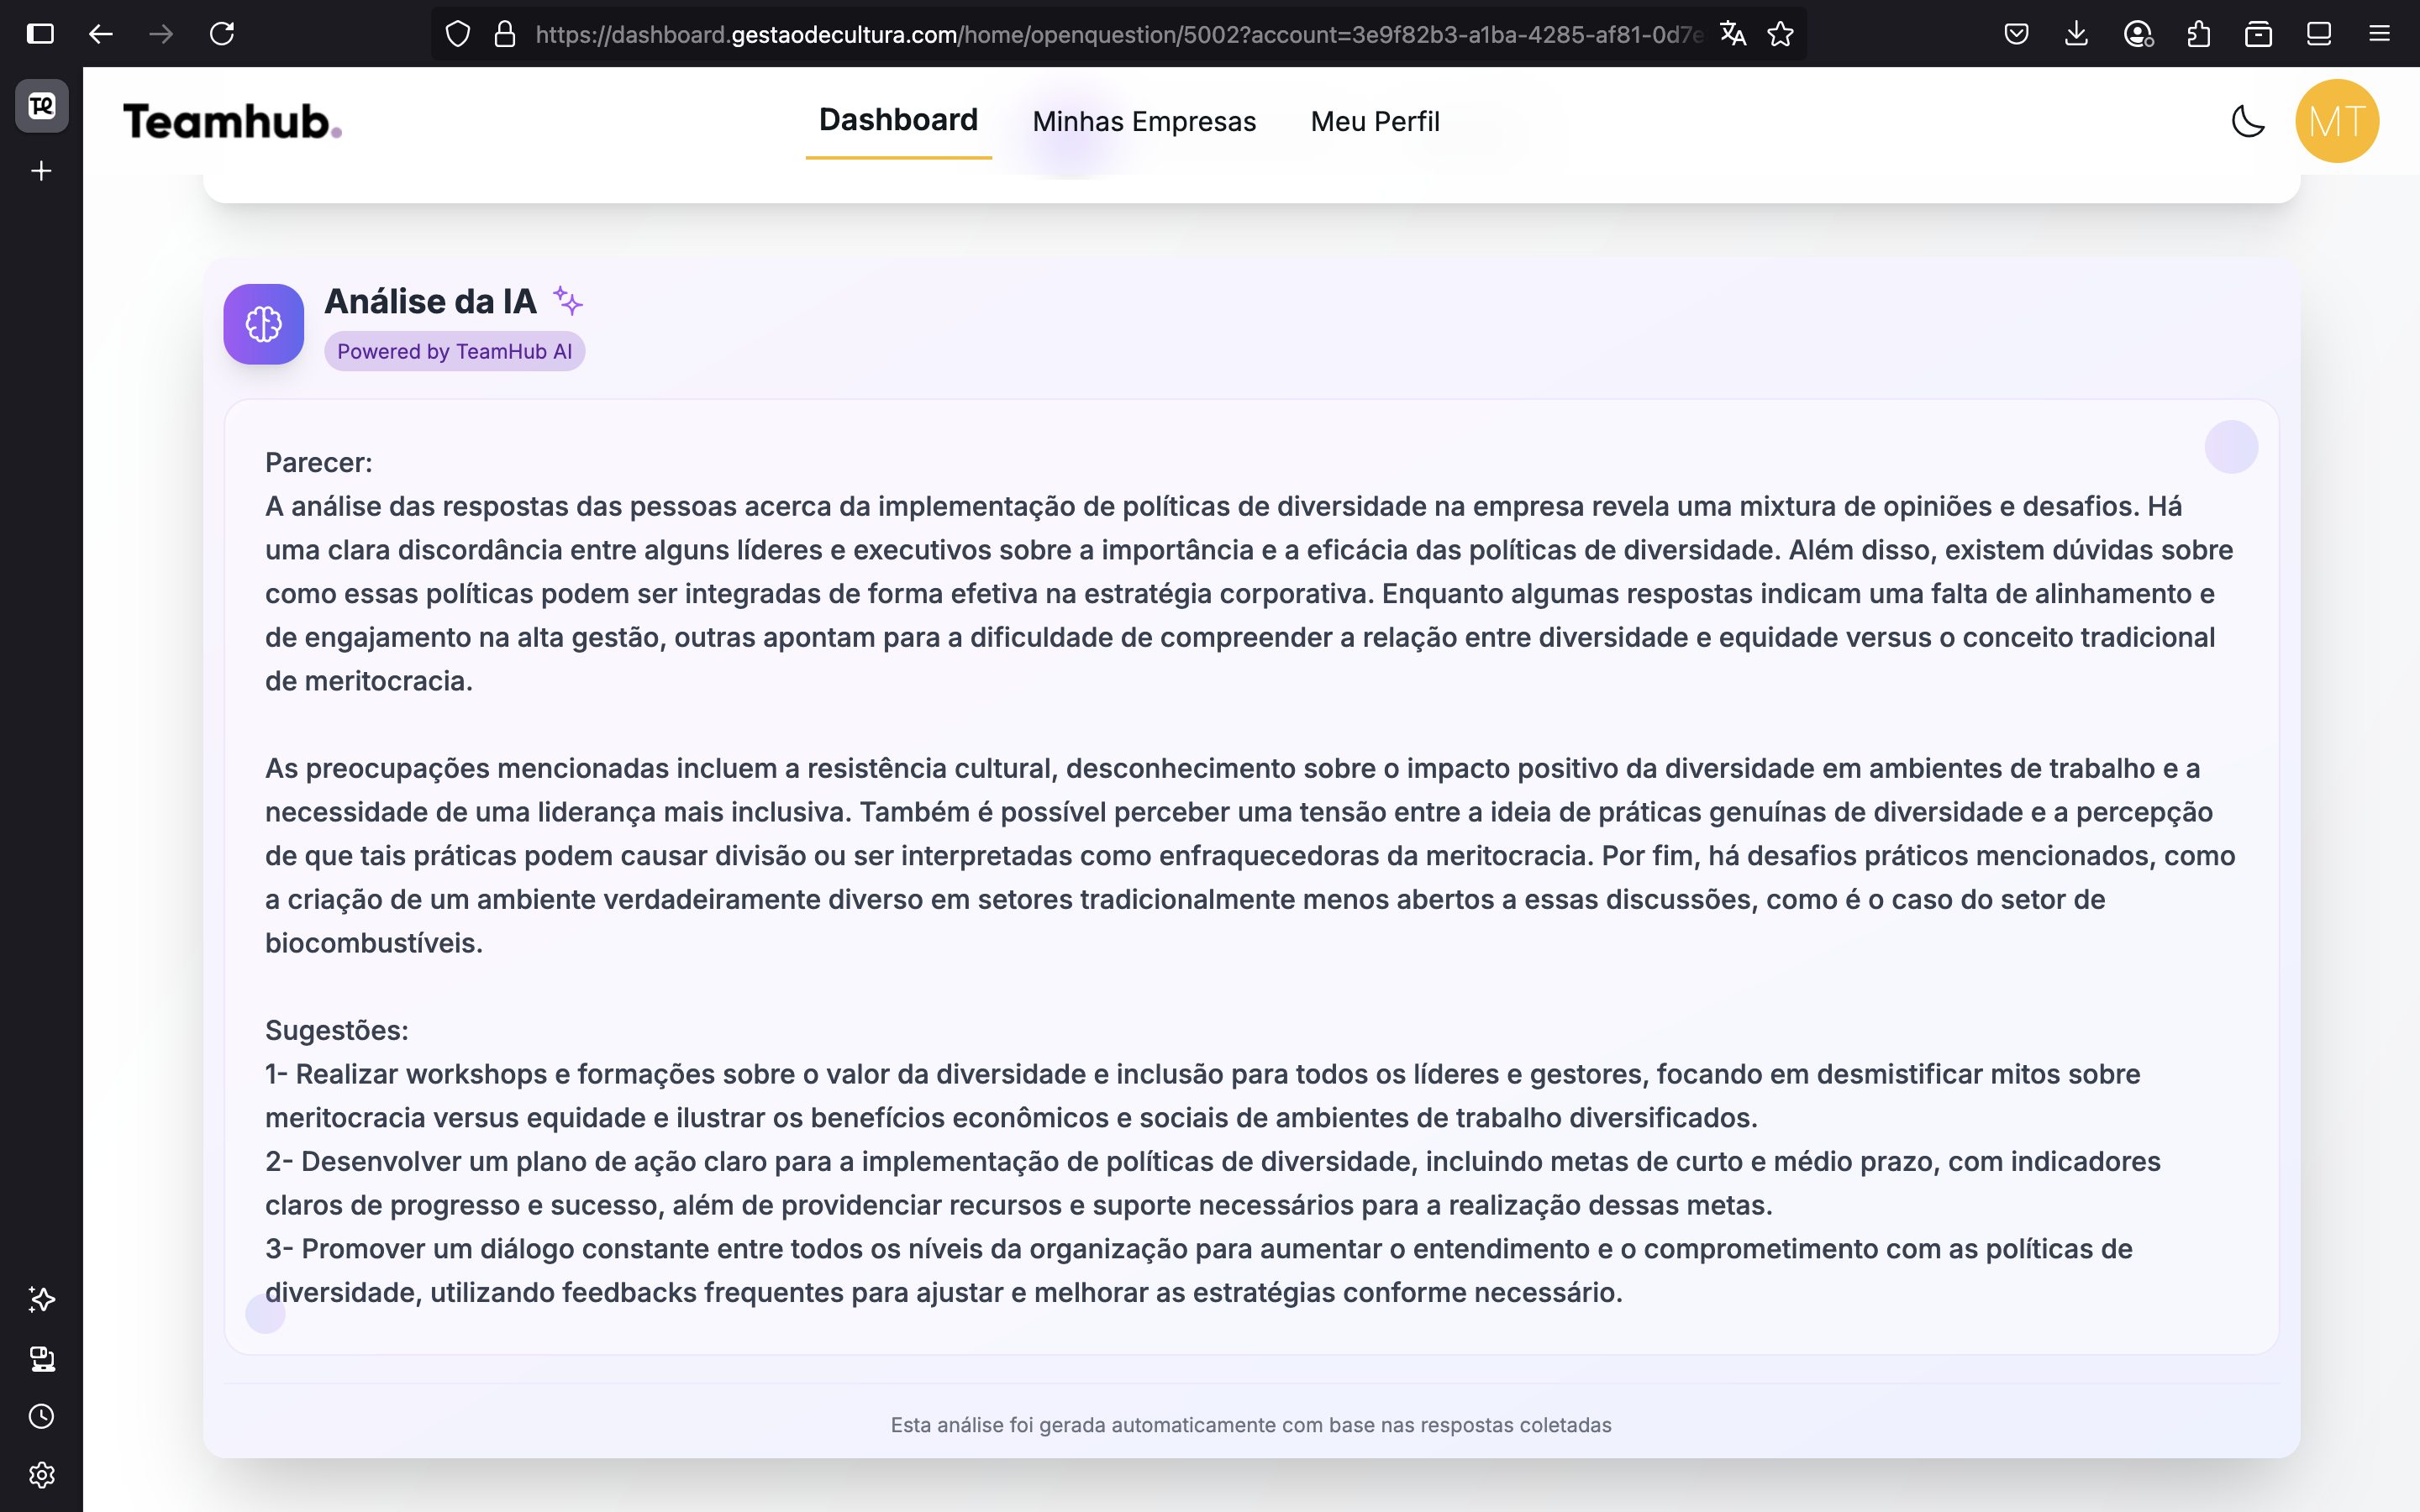 https://dashboard.gestaodecultura.com/home/openquestion/5002?account=3e9f82b3-a1ba-4285-af81-0d7e
Teamhub.
Dashboard
Minhas Empresas
Meu Perfil
MT
Análise da IA
Powered by TeamHub AI
Parecer:
A análise das respostas das pessoas acerca da implementação de políticas de diversidade na empresa revela uma mixtura de opiniões e desafios. Há
uma clara discordância entre alguns líderes e executivos sobre a importância e a eficácia das políticas de diversidade. Além disso, existem dúvidas sobre
como essas políticas podem ser integradas de forma efetiva na estratégia corporativa. Enquanto algumas respostas indicam uma falta de alinhamento e
de engajamento na alta gestão, outras apontam para a dificuldade de compreender a relação entre diversidade e equidade versus o conceito tradicional
de meritocracia.
As preocupações mencionadas incluem a resistência cultural, desconhecimento sobre o impacto positivo da diversidade em ambientes de trabalho e a
necessidade de uma liderança mais inclusiva. Também é possível perceber uma tensão entre a ideia de práticas genuínas de diversidade e a percepção
de que tais práticas podem causar divisão ou ser interpretadas como enfraquecedoras da meritocracia. Por fim, há desafios práticos mencionados, como
a criação de um ambiente verdadeiramente diverso em setores tradicionalmente menos abertos a essas discussões, como é o caso do setor de
biocombustíveis.
Sugestões:
1- Realizar workshops e formações sobre o valor da diversidade e inclusão para todos os líderes e gestores, focando em desmistificar mitos sobre
meritocracia versus equidade e ilustrar os benefícios econômicos e sociais de ambientes de trabalho diversificados.
2- Desenvolver um plano de ação claro para a implementação de políticas de diversidade, incluindo metas de curto e médio prazo, com indicadores
claros de progresso e sucesso, além de providenciar recursos e suporte necessários para a realização dessas metas.
3- Promover um diálogo constante entre todos os níveis da organização para aumentar o entendimento e o comprometimento com as políticas de
diversidade, utilizando feedbacks frequentes para ajustar e melhorar as estratégias conforme necessário.
Esta análise foi gerada automaticamente com base nas respostas coletadas